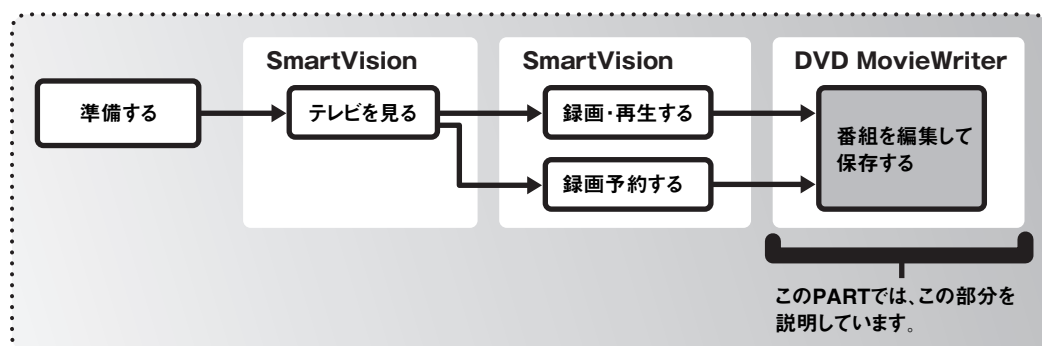 SmartVision
SmartVision
DVD MovieWriter
準備する
テレビを見る
録画・再生する
録画予約する
番組を編集して
保存する
このPARTでは、この部分を
説明しています。